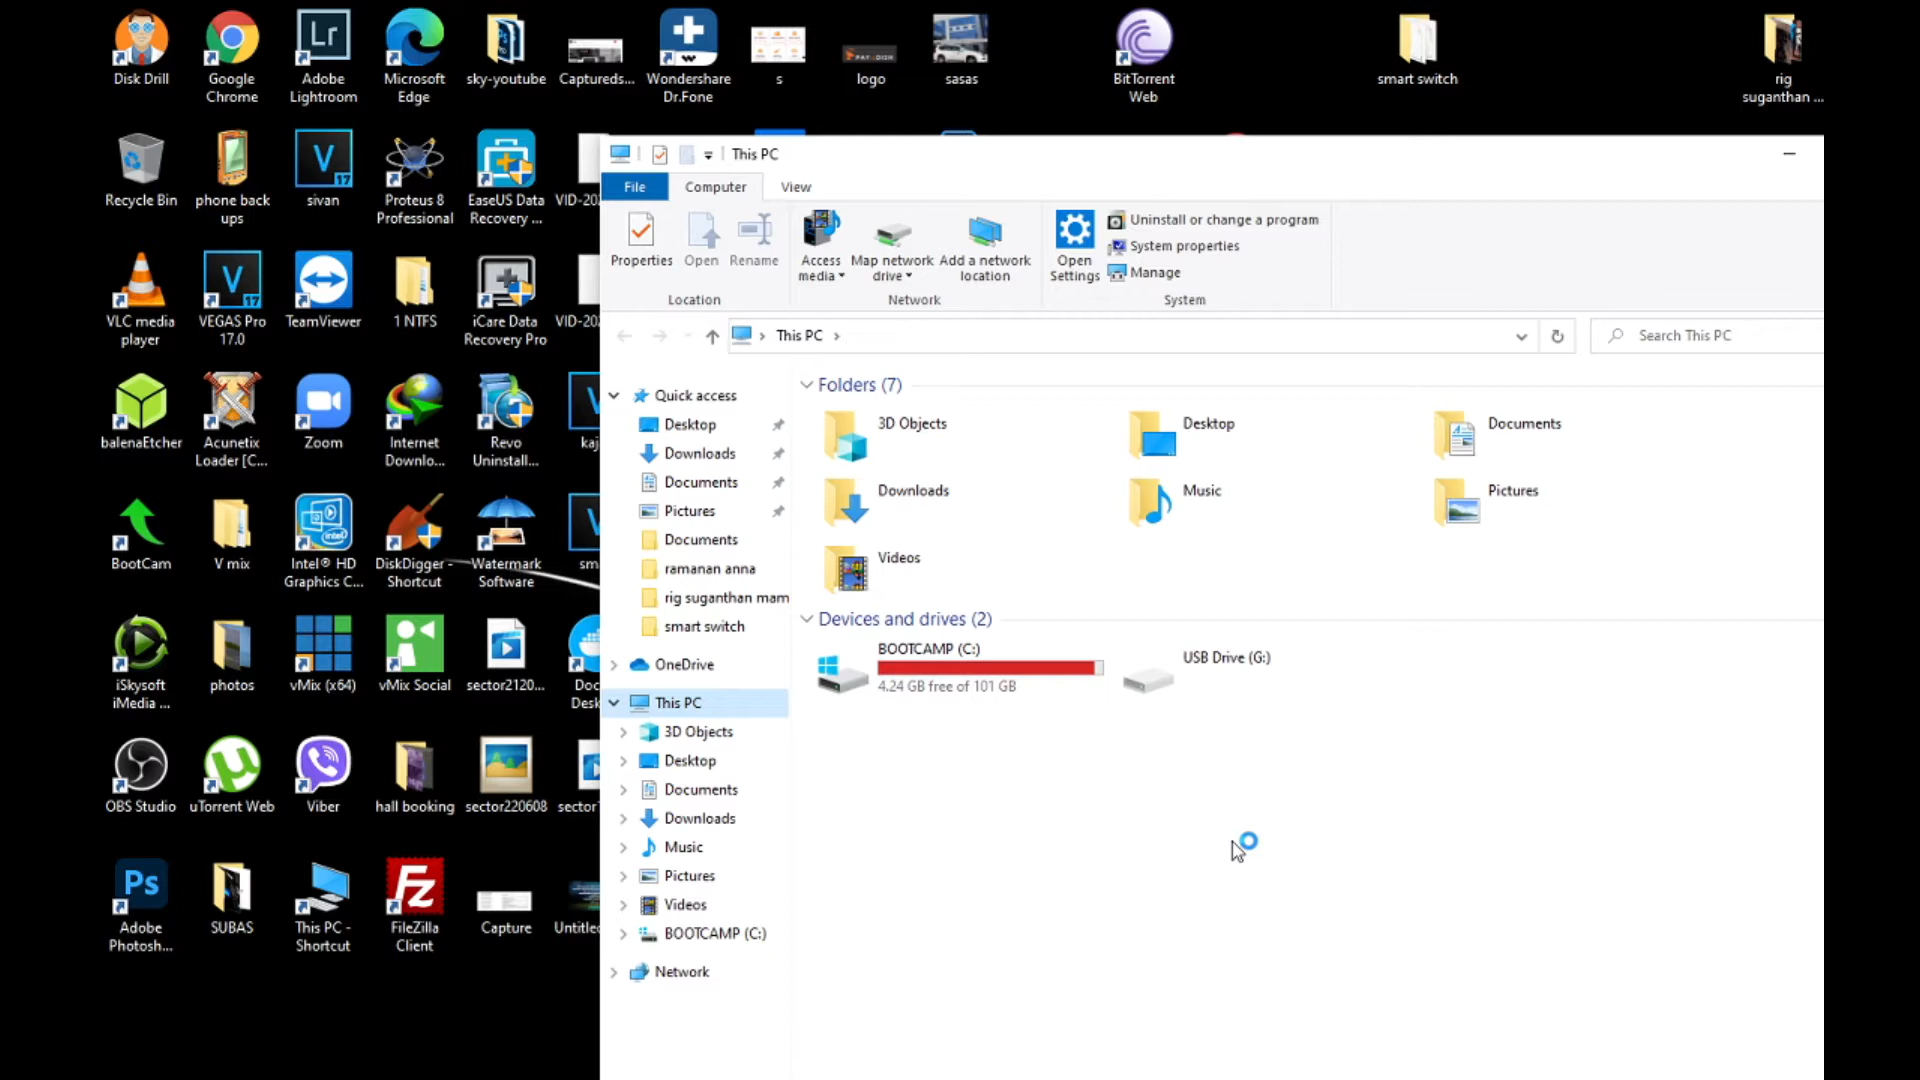 Disk Drill
Google
Chrome
Adobe
Lightroom
Microsoft
Edge
sky-youtube
Captureds...
Wondershare
Dr.Fone
s
logo
sasas
BitTorrent
Web
smart switch
rig
suganthan ...
Recycle Bin
phone back
ups
sivan
Proteus 8
Professional
EaseUS Data
Recovery ...
VID-202
VLC media
player
VEGAS Pro
17.0
TeamViewer
1 NTFS
iCare Data
Recovery Pro
VID-202
balenaEtcher
Acunetix
Loader [C...
Zoom
Internet
Downlo...
Revo
Uninstall...
kaj
BootCam
V mix
Intel® HD
Graphics C...
DiskDigger -
Shortcut
Watermark
Software
sm
iSkysoft
iMedia ...
photos
vMix (x64)
vMix Social
sector2120...
Doc
Desk
OBS Studio
uTorrent Web
Viber
hall booking
sector220608
sector
Adobe
Photosh...
SUBAS
This PC -
Shortcut
FileZilla
Client
Capture
Untitle
This PC
File
Computer
View
Properties
Open
Rename
Location
Access
media
Map network
drive
Add a network
location
Network
Open
Settings
Uninstall or change a program
System properties
Manage
System
This PC
Search This PC
Quick access
Desktop
Downloads
Documents
Pictures
Documents
ramanan anna
rig suganthan mam
smart switch
OneDrive
This PC
3D Objects
Desktop
Documents
Downloads
Music
Pictures
Videos
BOOTCAMP (C:)
Network
Folders (7)
3D Objects
Desktop
Documents
Downloads
Music
Pictures
Videos
Devices and drives (2)
BOOTCAMP (C:)
4.24 GB free of 101 GB
USB Drive (G:)